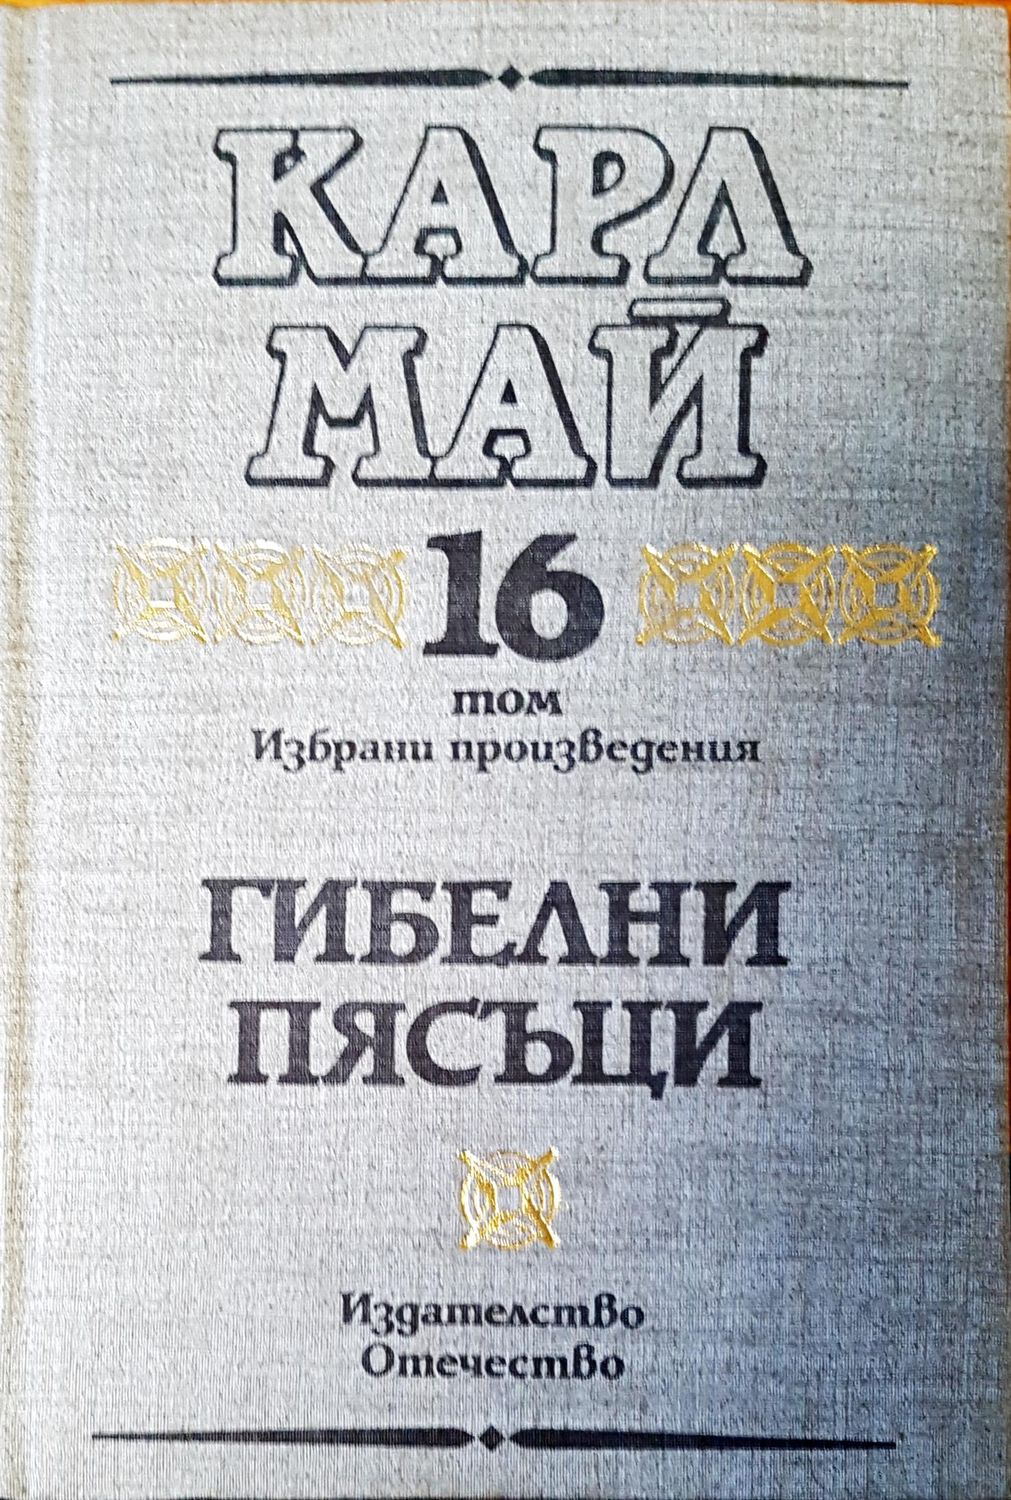 КАРЛ
МАЙ
16
том
Избрани произведения
ГИБЕЛНИ
ПЯСЪЦИ
Издателство
Отечество